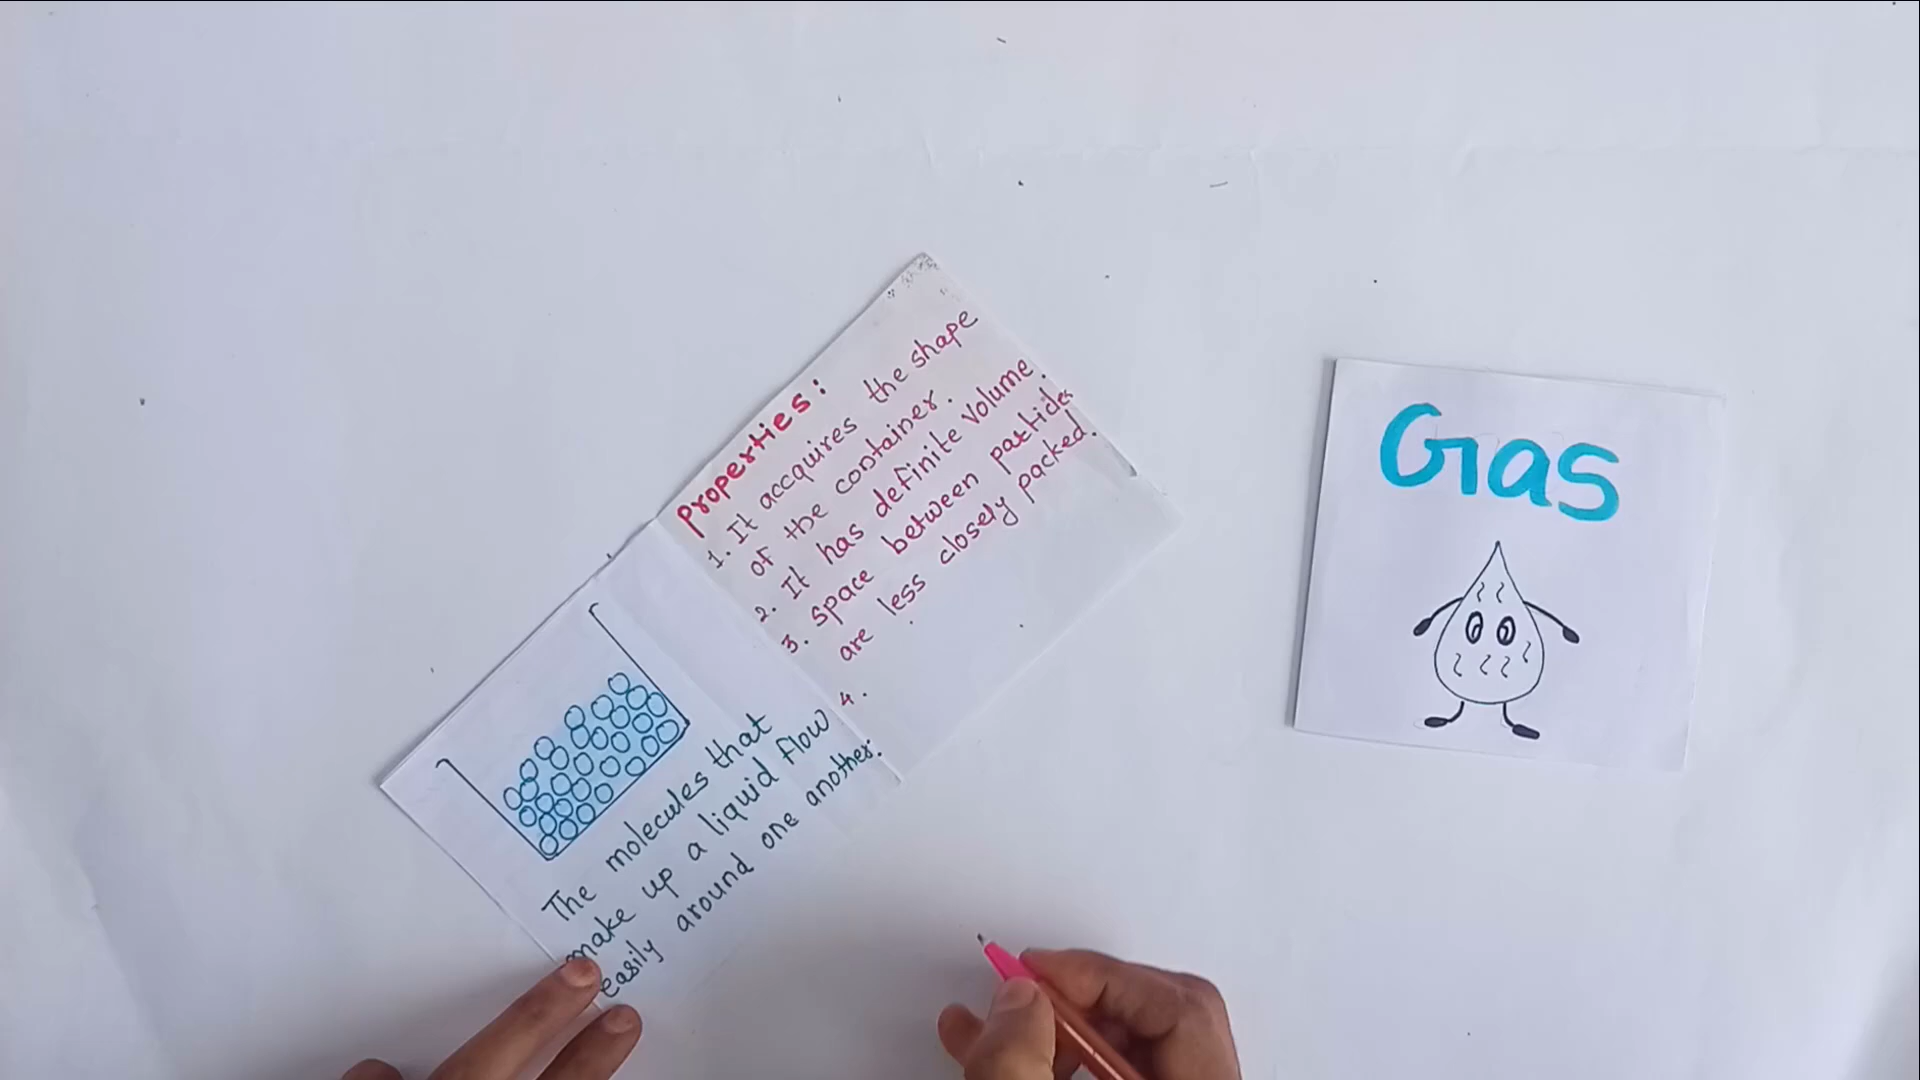 Properties:
1. It accquires the shape
of the container.
2. It has definite volume.
3. space between particles
are less closely packed.
4.
The molecules that
make up a liquid flow
easily around one another.
Gas